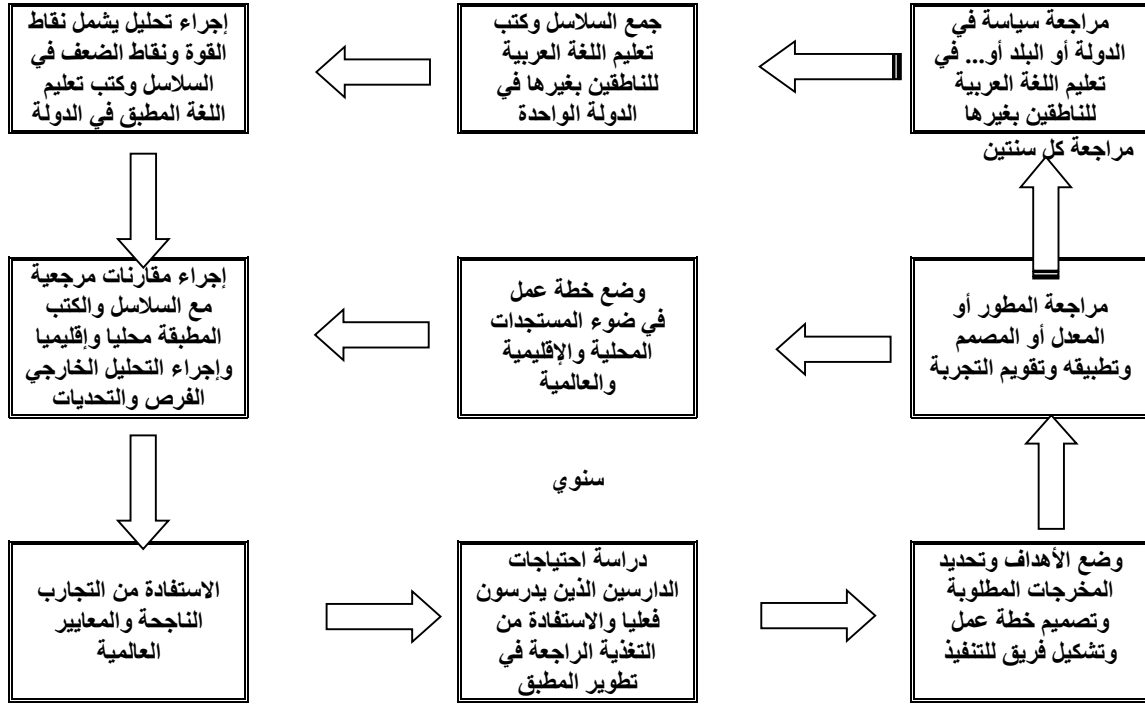 مراجعة سياسة في
الدولة أو البلد أو... في
تعليم اللغة العربية
للناطقين بغيرها
جمع السلاسل وكتب
تعليم اللغة العربية
للناطقين بغيرها في
الدولة الواحدة
إجراء تحليل يشمل نقاط
القوة ونقاط الضعف في
السلاسل وكتب تعليم
اللغة المطبق في الدولة
مراجعة كل سنتين
مراجعة المطور أو
المعدل أو المصمم
وتطبيقه وتقويم التجربة
وضع خطة عمل
في ضوء المستجدات
المحلية والإقليمية
والعالمية
إجراء مقارنات مرجعية
مع السلاسل والكتب
المطبقة محليا وإقليميا
وإجراء التحليل الخارجي
الفرص والتحديات
سنوي
وضع الأهداف وتحديد
المخرجات المطلوبة
وتصميم خطة عمل
وتشكيل فريق للتنفيذ
دراسة احتياجات
الدارسين الذين يدرسون
فعليا والاستفادة من
التغذية الراجعة في
تطوير المطبق
الاستفادة من التجارب
الناجحة والمعايير
العالمية